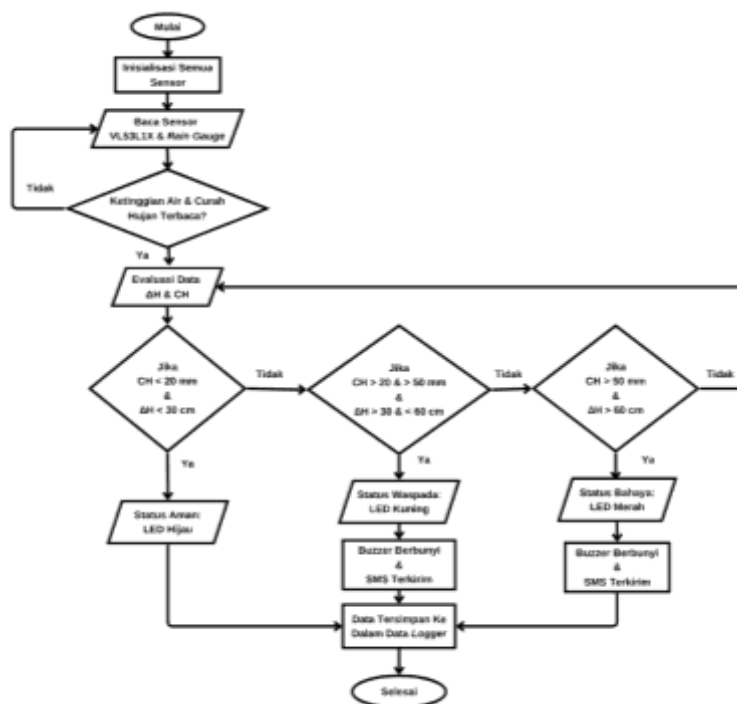 Mulai
Inisialisasi Semua
Sensor
Baca Sensor
VL53L1X & Rain Gauge
Tidak
Ketinggian Air & Curah
Hujan Terbaca?
Ya
Evaluasi Data
ΔH & CH
Jika
CH < 20 mm
&
ΔH < 30 cm
Tidak
Jika
CH > 20 & > 50 mm
&
ΔH > 30 & < 60 cm
Tidak
Jika
CH > 50 mm
&
ΔH > 60 cm
Tidak
Ya
Status Aman:
LED Hijau
Ya
Status Waspada:
LED Kuning
Buzzer Berbunyi
&
SMS Terkirim
Ya
Status Bahaya:
LED Merah
Buzzer Berbunyi
&
SMS Terkirim
Data Tersimpan Ke
Dalam Data Logger
Selesai